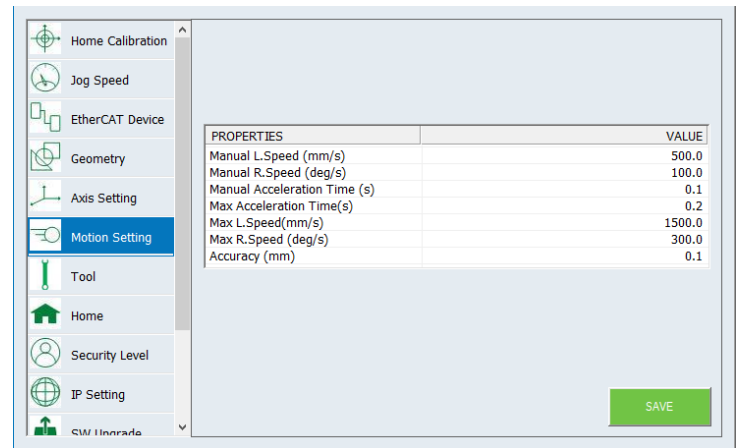 Home Calibration
Jog Speed
EtherCAT Device
Geometry
Axis Setting
Motion Setting
Tool
Home
Security Level
IP Setting
SW Upgrade
PROPERTIES VALUE
Manual L.Speed (mm/s) 500.0
Manual R.Speed (deg/s) 100.0
Manual Acceleration Time (s) 0.1
Max Acceleration Time(s) 0.2
Max L.Speed(mm/s) 1500.0
Max R.Speed (deg/s) 300.0
Accuracy (mm) 0.1
SAVE